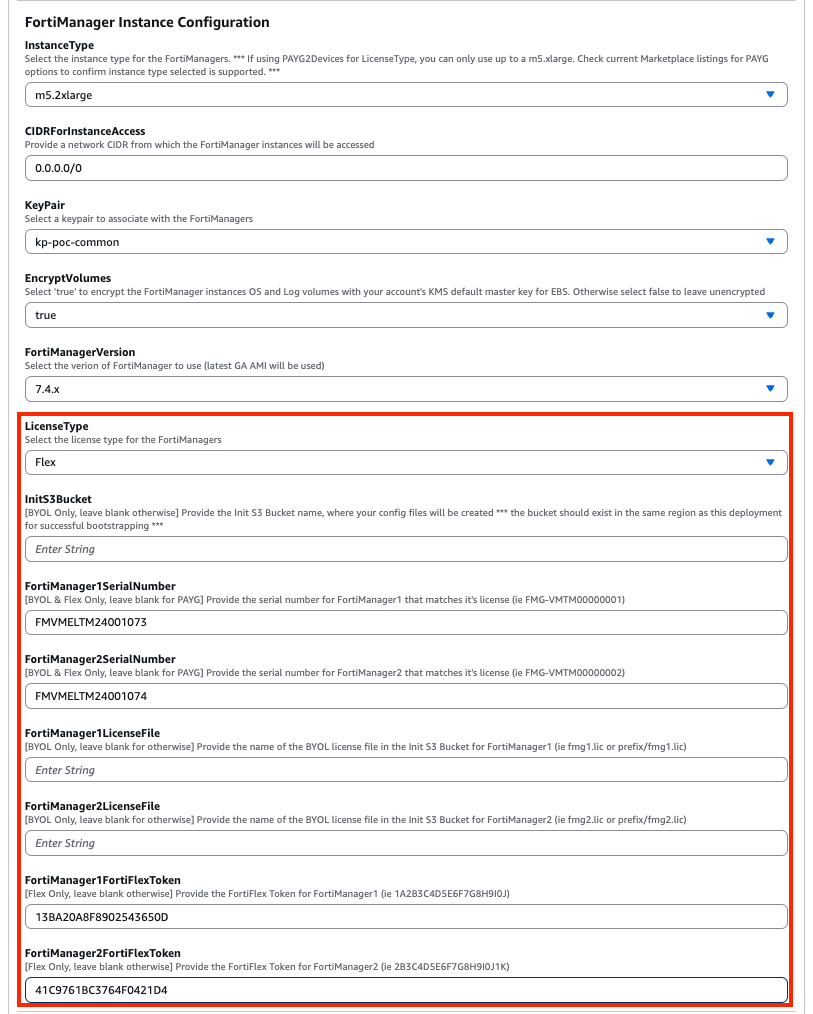 FortiManager Instance Configuration
InstanceType
Select the instance type for the FortiManagers. *** If using PAYG2Devices for LicenseType, you can only use up to a m5.xlarge. Check current Marketplace listings for PAYG
options to confirm instance type selected is supported. ***
m5.2xlarge
CIDRForInstanceAccess
Provide a network CIDR from which the FortiManager instances will be accessed
0.0.0.0/0
KeyPair
Select a keypair to associate with the FortiManagers
kp-poc-common
EncryptVolumes
Select 'true' to encrypt the FortiManager instances OS and Log volumes with your account's KMS default master key for EBS. Otherwise select false to leave unencrypted
true
FortiManagerVersion
Select the verion of FortiManager to use (latest GA AMI will be used)
7.4.x
LicenseType
Select the license type for the FortiManagers
Flex
InitS3Bucket
[BYOL Only, leave blank otherwise] Provide the Init S3 Bucket name, where your config files will be created *** the bucket should exist in the same region as this deployment
for successful bootstrapping ***
Enter String
FortiManager1SerialNumber
[BYOL & Flex Only, leave blank for PAYG] Provide the serial number for FortiManager1 that matches it's license (ie FMG-VMTM00000001)
FMVMELTM24001073
FortiManager2SerialNumber
[BYOL & Flex Only, leave blank for PAYG] Provide the serial number for FortiManager2 that matches it's license (ie FMG-VMTM00000002)
FMVMELTM24001074
FortiManager1LicenseFile
[BYOL Only, leave blank for otherwise] Provide the name of the BYOL license file in the Init S3 Bucket for FortiManager1 (ie fmg1.lic or prefix/fmg1.lic)
Enter String
FortiManager2LicenseFile
[BYOL Only, leave blank for otherwise] Provide the name of the BYOL license file in the Init S3 Bucket for FortiManager2 (ie fmg2.lic or prefix/fmg2.lic)
Enter String
FortiManager1FortiFlexToken
[Flex Only, leave blank otherwise] Provide the FortiFlex Token for FortiManager1 (ie 1A2B3C4D5E6F7G8H9I0J)
13BA20A8F8902543650D
FortiManager2FortiFlexToken
[Flex Only, leave blank otherwise] Provide the FortiFlex Token for FortiManager2 (ie 2B3C4D5E6F7G8H9I0J1K)
41C9761BC3764F0421D4